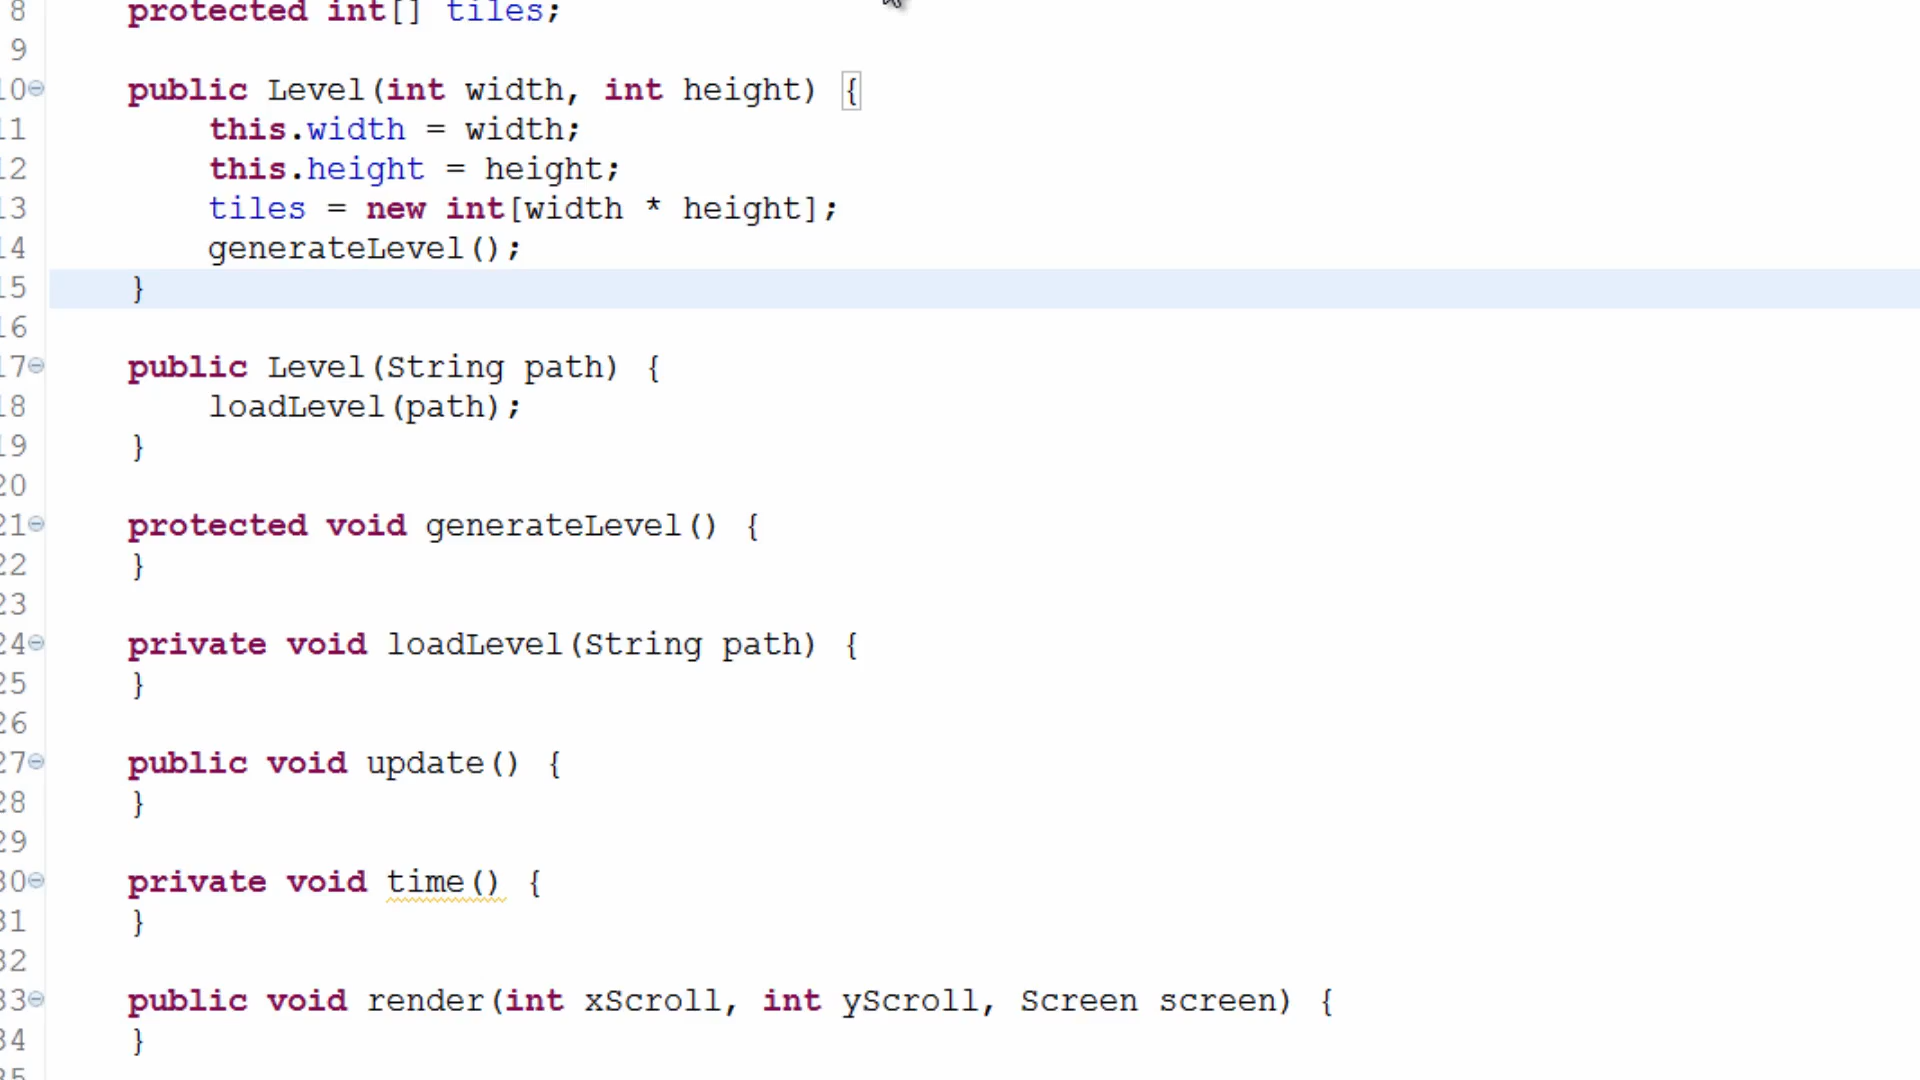 8 protected int[] tiles;
9
10 public Level(int width, int height) {
11 this.width = width;
12 this.height = height;
13 tiles = new int[width * height];
14 generateLevel();
15 }
16
17 public Level(String path) {
18 loadLevel(path);
19 }
20
21 protected void generateLevel() {
22 }
23
24 private void loadLevel(String path) {
25 }
26
27 public void update() {
28 }
29
30 private void time() {
31 }
32
33 public void render(int xScroll, int yScroll, Screen screen) {
34 }
35